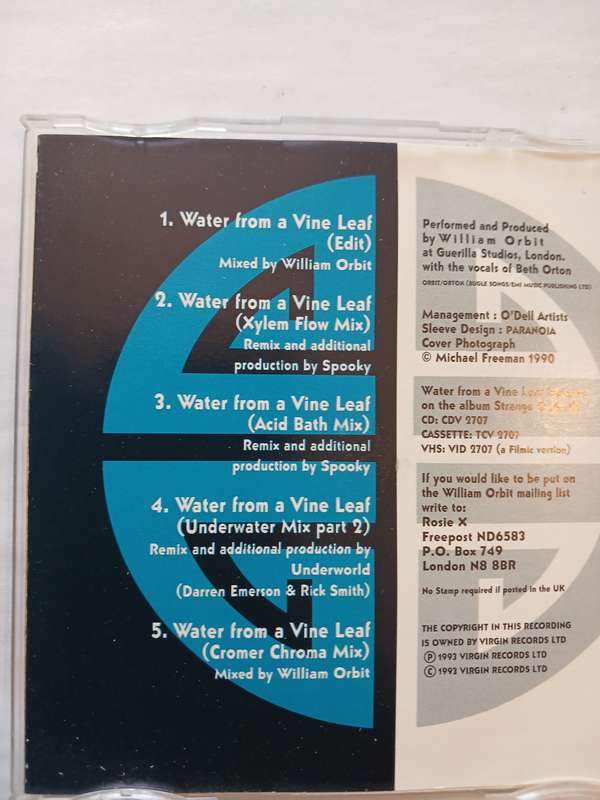 1. Water from a Vine Leaf
(Edit)
Mixed by William Orbit
2. Water from a Vine Leaf
(Xylem Flow Mix)
Remix and additional
production by Spooky
3. Water from a Vine Leaf
(Acid Bath Mix)
Remix and additional
production by Spooky
4. Water from a Vine Leaf
(Underwater Mix part 2)
Remix and additional production by
Underworld
(Darren Emerson & Rick Smith)
5. Water from a Vine Leaf
(Cromer Chroma Mix)
Mixed by William Orbit
Performed and Produced
by William Orbit
at Guerilla Studios, London.
with the vocals of Beth Orton
ORBIT/ORTON (BUGLE SONGS/EMI MUSIC PUBLISHING LTD)
Management : O'Dell Artists
Sleeve Design : PARANOIA
Cover Photograph
© Michael Freeman 1990
Water from a Vine Leaf
on the album Strange
CD: CDV 2707
CASSETTE: TCV 2707
VHS: VID 2707 (a Filmic version)
If you would like to be put on
the William Orbit mailing list
write to:
Rosie X
Freepost ND6583
P.O. Box 749
London N8 8BR
No Stamp required if posted in the UK
THE COPYRIGHT IN THIS RECORDING
IS OWNED BY VIRGIN RECORDS LTD
℗ 1993 VIRGIN RECORDS LTD
© 1993 VIRGIN RECORDS LTD